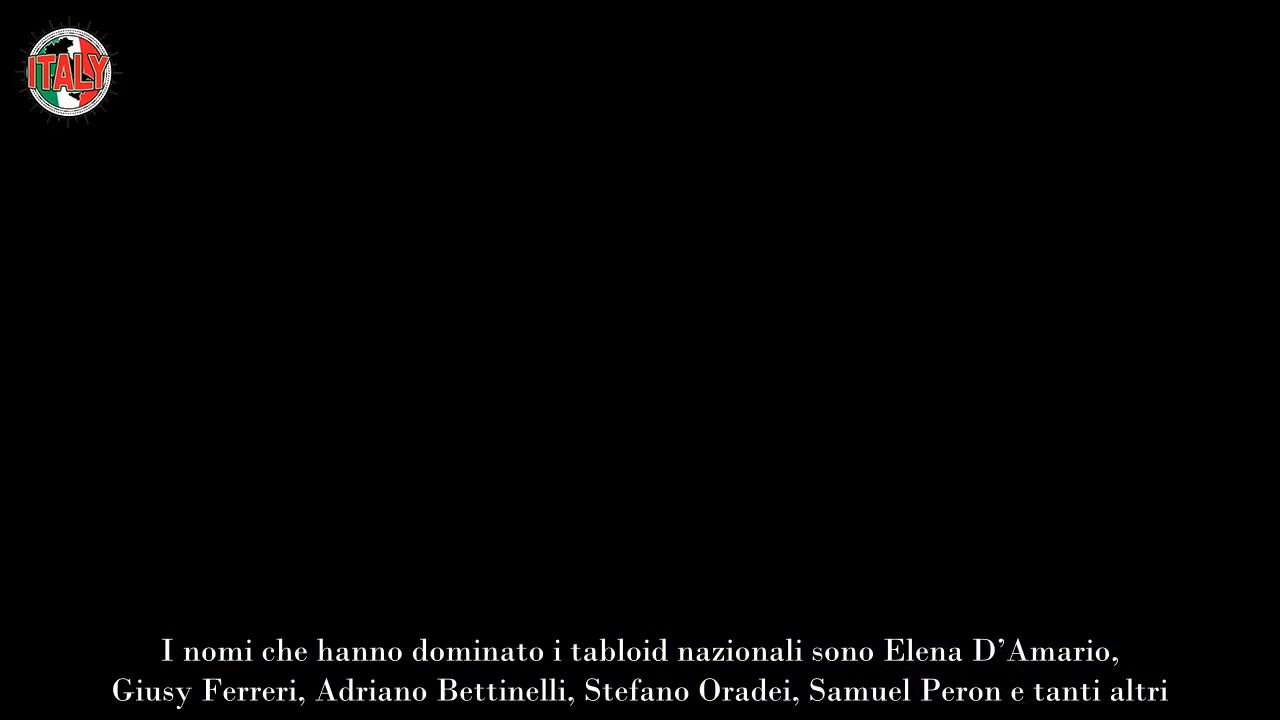 ITALY
I nomi che hanno dominato i tabloid nazionali sono Elena D’Amario,
Giusy Ferreri, Adriano Bettinelli, Stefano Oradei, Samuel Peron e tanti altri